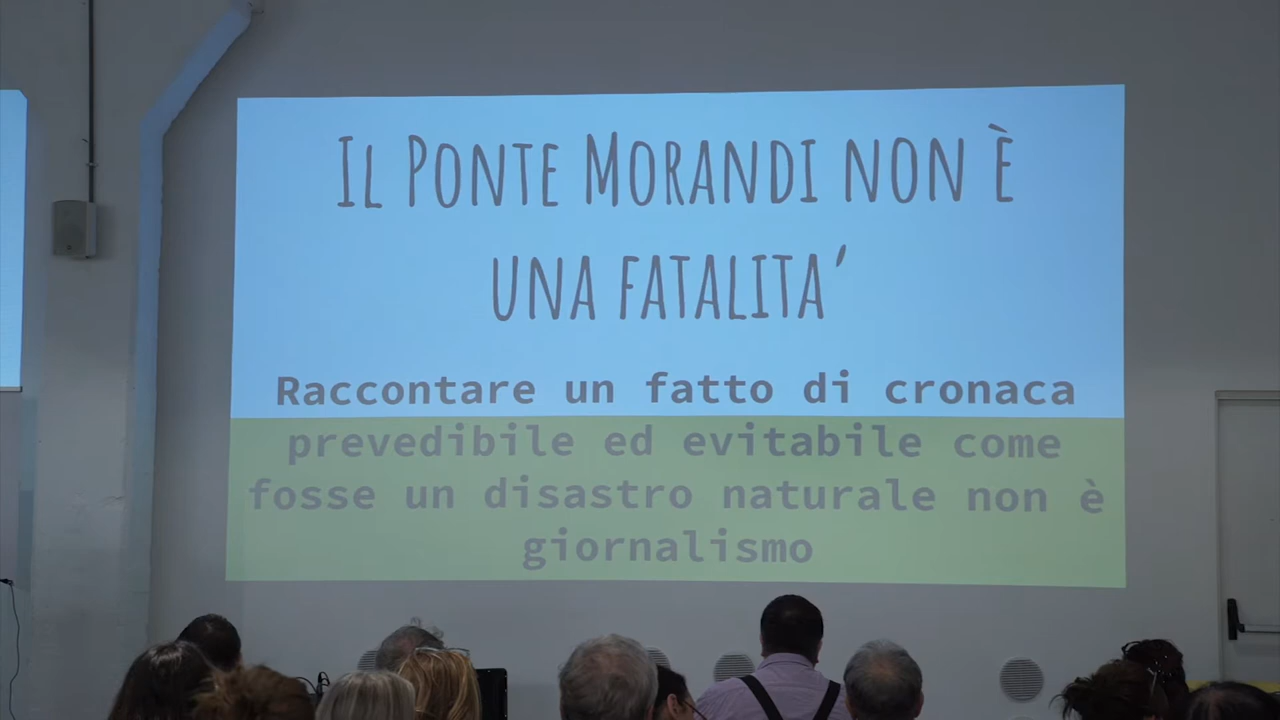 Il Ponte Morandi non è
una fatalita'
Raccontare un fatto di cronaca
prevedibile ed evitabile come
fosse un disastro naturale non è
giornalismo